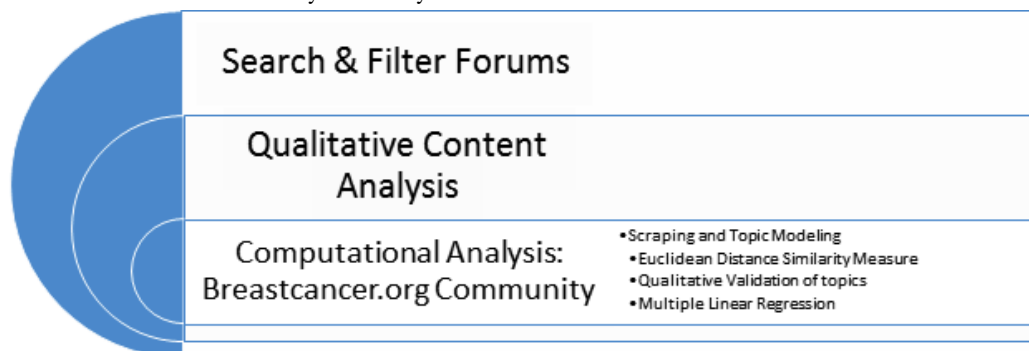 Search & Filter Forums
Qualitative Content
Analysis
Computational Analysis:
Breastcancer.org Community
•Scraping and Topic Modeling
•Euclidean Distance Similarity Measure
•Qualitative Validation of topics
•Multiple Linear Regression